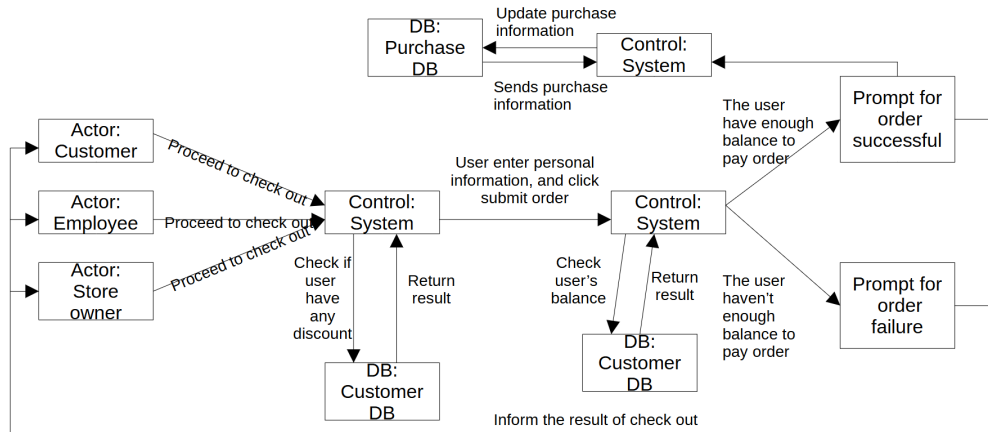 Update purchase
information
DB:
Purchase
DB
Control:
System
Sends purchase
information
Prompt for
order
successful
The user
have enough
balance to
pay order
Actor:
Customer
Proceed to check out
User enter personal
information, and click
submit order
Actor:
Employee
Proceed to check out
Control:
System
Control:
System
Actor:
Store
owner
Proceed to check out
Check if
user
have
any
discount
Return
result
Check
user's
balance
Return
result
The user
haven't
enough
balance to
pay order
Prompt for
order
failure
DB:
Customer
DB
DB:
Customer
DB
Inform the result of check out